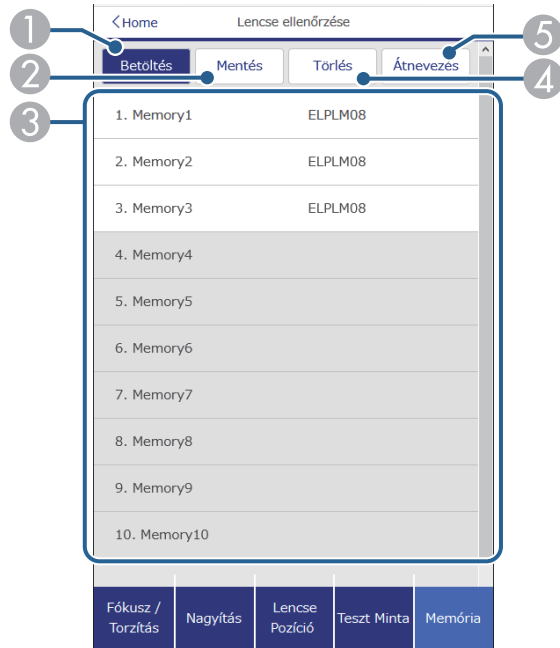 <Home Lencse ellenőrzése
1 Betöltés Mentés Törlés Átnevezés 5
2 4
3
1. Memory1 ELPLM08
2. Memory2 ELPLM08
3. Memory3 ELPLM08
4. Memory4
5. Memory5
6. Memory6
7. Memory7
8. Memory8
9. Memory9
10. Memory10
Fókusz /
Torzítás
Nagyítás
Lencse
Pozíció
Teszt Minta
Memória